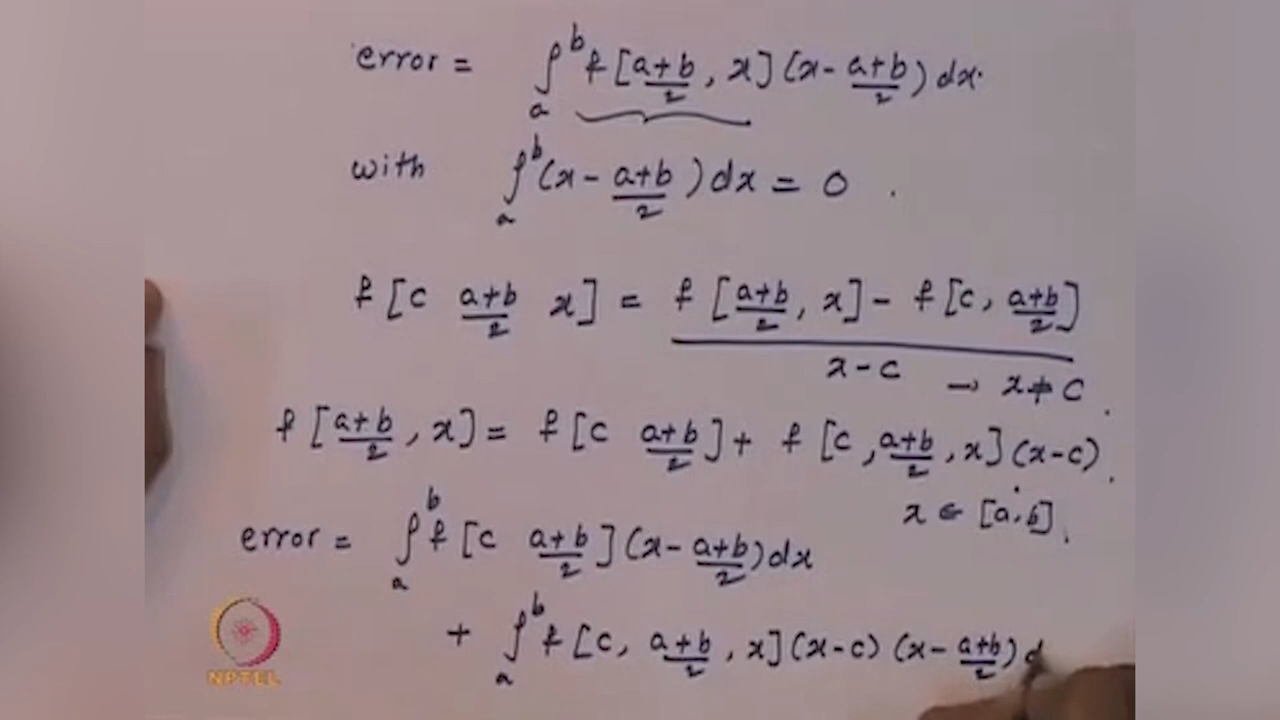 error = ∫_a^b f[(a+b)/2, x](x - (a+b)/2) dx.
with ∫_a^b (x - (a+b)/2) dx = 0 .
f[c (a+b)/2 x] = (f[(a+b)/2, x] - f[c, (a+b)/2])/(x-c) → x≠c.
f[(a+b)/2, x] = f[c (a+b)/2] + f[c, (a+b)/2, x](x-c).
x ∈ [a,b].
error = ∫_a^b f[c (a+b)/2](x - (a+b)/2) dx
+ ∫_a^b f[c, (a+b)/2, x](x-c)(x - (a+b)/2) d
NPTEL